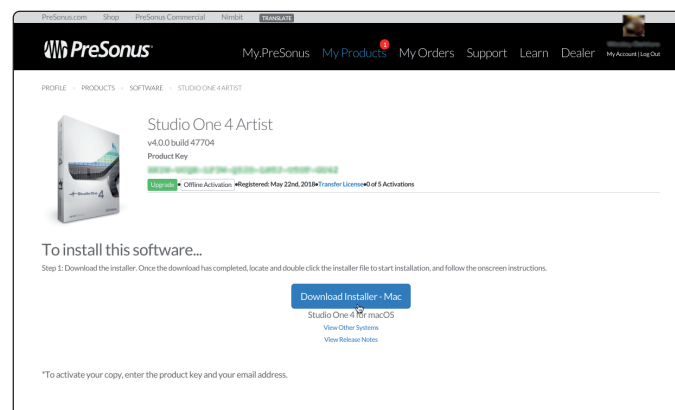 PreSonus.com Shop PreSonus Commercial Nimbit TRANSLATE
PreSonus
My.PreSonus My Products 1 My Orders Support Learn Dealer My Account | Log Out
PROFILE PRODUCTS SOFTWARE STUDIO ONE 4 ARTIST
Studio One 4 Artist
v4.0.0 build 47704
Product Key
Upgrade • Offline Activation •Registered: May 22nd, 2018•Transfer License•0 of 5 Activations
Studio One 4
To install this software...
Step 1: Download the installer. Once the download has completed, locate and double click the installer file to start installation, and follow the onscreen instructions.
Download Installer - Mac
Studio One 4 for macOS
View Other Systems
View Release Notes
*To activate your copy, enter the product key and your email address.